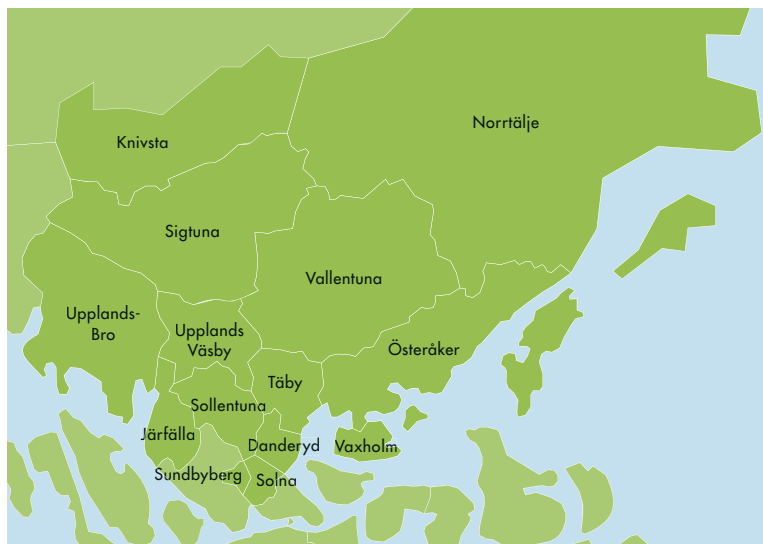 Norrtälje
Knivsta
Sigtuna
Vallentuna
Upplands-
Bro
Upplands
Väsby
Österåker
Täby
Sollentuna
Järfälla
Danderyd
Vaxholm
Sundbyberg
Solna